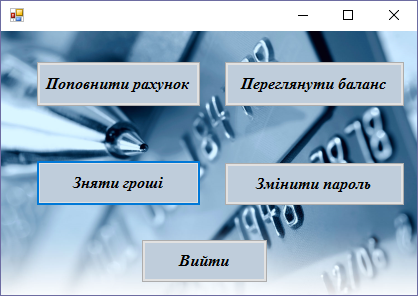 Поповнити рахунок
Переглянути баланс
Зняти гроші
Змінити пароль
Вийти